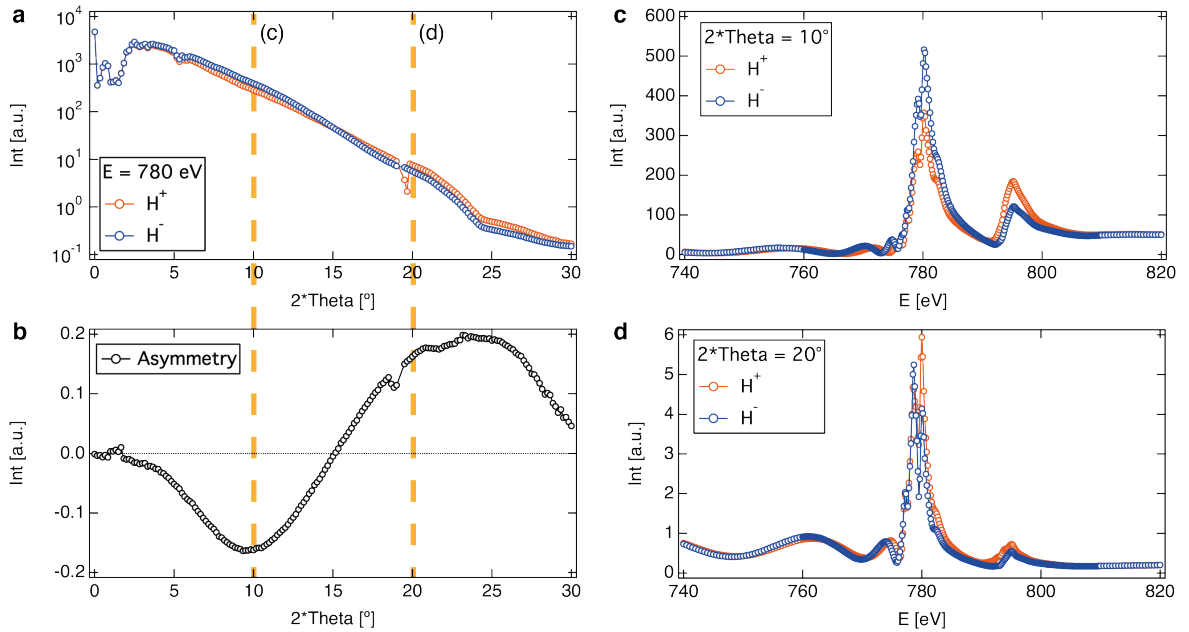 a
10^4
10^3
10^2
10^1
10^0
10^-1
Int [a.u.]
(c)
(d)
E = 780 eV
H^+
H^-
0
5
10
15
20
25
30
2*Theta [º]
b
0.2
0.1
0.0
-0.1
-0.2
Int [a.u.]
Asymmetry
0
5
10
15
20
25
30
2*Theta [º]
c
600
500
400
300
200
100
0
Int [a.u.]
2*Theta = 10°
H^+
H^-
740
760
780
800
820
E [eV]
d
6
5
4
3
2
1
0
Int [a.u.]
2*Theta = 20°
H^+
H^-
740
760
780
800
820
E [eV]